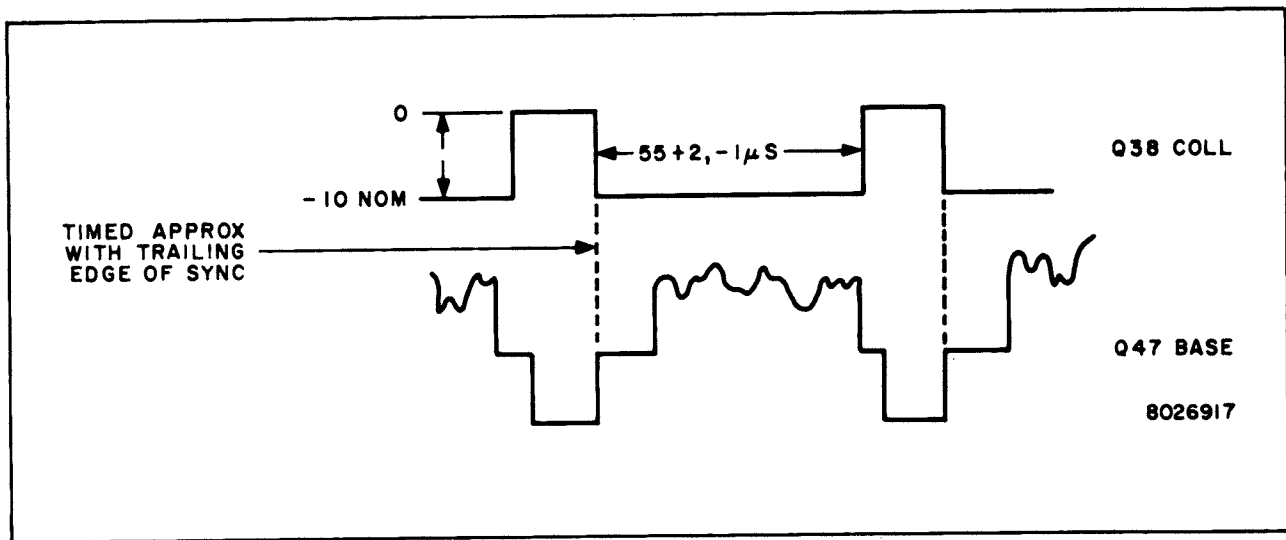 0
55+2,-1μS
Q38 COLL
-10 NOM
TIMED APPROX
WITH TRAILING
EDGE OF SYNC
Q47 BASE
8026917